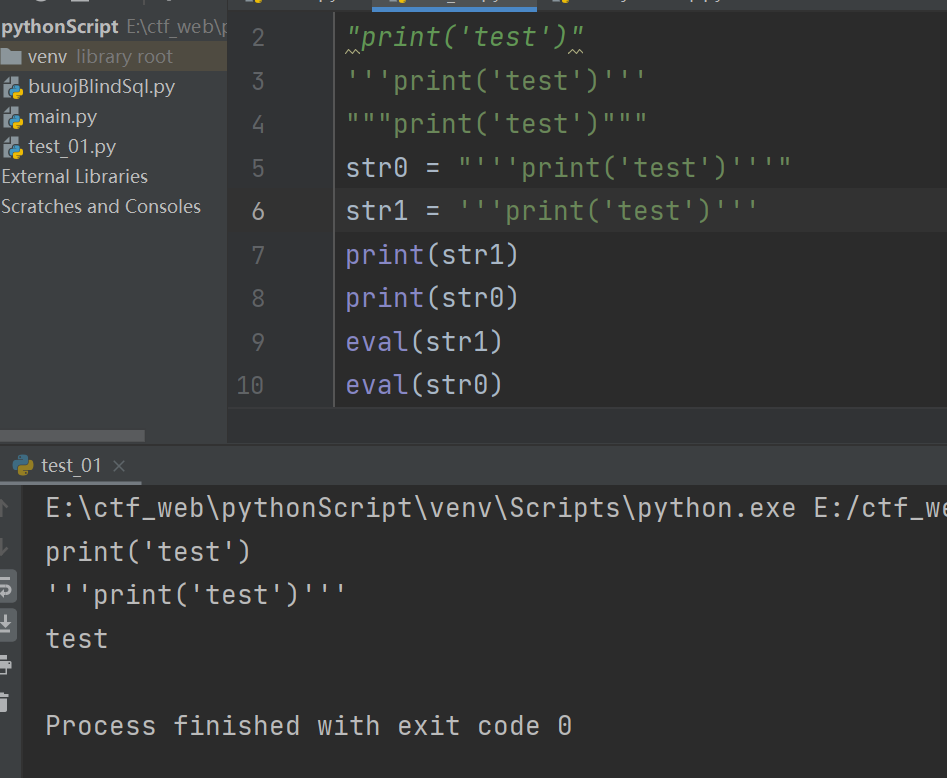 pythonScript E:\ctf_web\p
venv library root
buuojBlindSql.py
main.py
test_01.py
External Libraries
Scratches and Consoles
2 "print('test')"
3 '''print('test')'''
4 """print('test')"""
5 str0 = "'''print('test')'''"
6 str1 = '''print('test')'''
7 print(str1)
8 print(str0)
9 eval(str1)
10 eval(str0)
test_01
E:\ctf_web\pythonScript\venv\Scripts\python.exe E:/ctf_we
print('test')
'''print('test')'''
test
Process finished with exit code 0